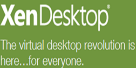 XenDesktop®
The virtual desktop revolution is
here...for everyone.